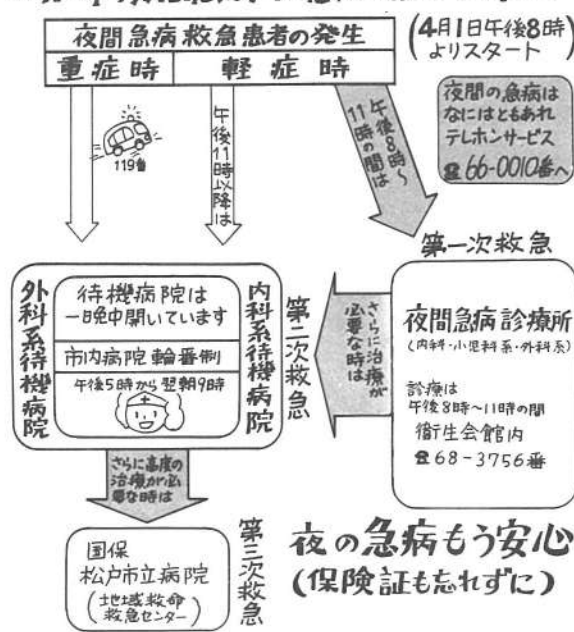 夜間急病救急患者の発生
重症時
軽症時
(4月1日午後8時
よりスタート)
夜間の急病は
なにはともあれ
テレホンサービス
☎66-0010番へ
119番
午後11時以降は
午後8時〜
11時の間は
第一次救急
夜間急病診療所
(内科・小児科系・外科系)
診療は
午後8時〜11時の間
衛生会館内
☎68-3756番
さらに治療が
必要な時は
第二次救急
内科系待機病院
外科系待機病院
待機病院は
一晩中開いています
市内病院輪番制
午後5時から翌朝9時
さらに高度の
治療が必
要な時は
第三次救急
国保
松戸市立病院
(地域救命
救急センター)
夜の急病もう安心
(保険証も忘れずに)